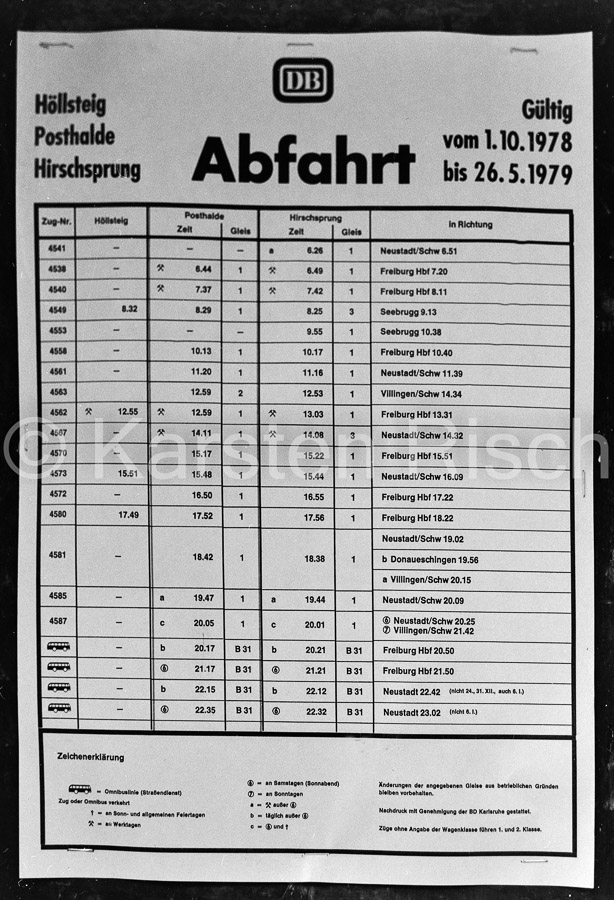 DB
Höllsteig
Posthalde
Hirschsprung
Abfahrt
Gültig
vom 1.10.1978
bis 26.5.1979
Zug-Nr. Höllsteig Posthalde Zeit Gleis Hirschsprung Zeit Gleis In Richtung
4541 – – – a 6.26 1 Neustadt/Schw 6.51
4538 – ⚒ 6.44 1 ⚒ 6.49 1 Freiburg Hbf 7.20
4540 – ⚒ 7.37 1 ⚒ 7.42 1 Freiburg Hbf 8.11
4549 8.32 8.29 1 8.25 3 Seebrugg 9.13
4553 – – – 9.55 1 Seebrugg 10.38
4558 – 10.13 1 10.17 1 Freiburg Hbf 10.40
4561 – 11.20 1 11.16 1 Neustadt/Schw 11.39
4563 12.59 2 12.53 1 Villingen/Schw 14.34
4562 ⚒ 12.55 ⚒ 12.59 1 ⚒ 13.03 1 Freiburg Hbf 13.31
4567 – ⚒ 14.11 1 ⚒ 14.08 3 Neustadt/Schw 14.32
4570 – 15.17 1 15.22 1 Freiburg Hbf 15.51
4573 15.51 15.48 1 15.44 1 Neustadt/Schw 16.09
4572 – 16.50 1 16.55 1 Freiburg Hbf 17.22
4580 17.49 17.52 1 17.56 1 Freiburg Hbf 18.22
4581 – 18.42 1 18.38 1 Neustadt/Schw 19.02
b Donaueschingen 19.56
a Villingen/Schw 20.15
4585 – a 19.47 1 a 19.44 1 Neustadt/Schw 20.09
4587 – c 20.05 1 c 20.01 1 ⑥ Neustadt/Schw 20.25
⑦ Villingen/Schw 21.42
– b 20.17 B 31 b 20.21 B 31 Freiburg Hbf 20.50
– ⑥ 21.17 B 31 ⑥ 21.21 B 31 Freiburg Hbf 21.50
– b 22.15 B 31 b 22.12 B 31 Neustadt 22.42 (nicht 24., 31. XII., auch 6. I.)
– ⑥ 22.35 B 31 ⑥ 22.32 B 31 Neustadt 23.02 (nicht 6. I.)
© Karsten Risch
Zeichenerklärung
= Omnibuslinie (Straßendienst)
Zug oder Omnibus verkehrt
† = an Sonn- und allgemeinen Feiertagen
⚒ = an Werktagen
⑥ = an Samstagen (Sonnabend)
⑦ = an Sonntagen
a = ⚒ außer ⑥
b = täglich außer ⑥
c = ⑥ und †
Änderungen der angegebenen Gleise aus betrieblichen Gründen
bleiben vorbehalten.
Nachdruck mit Genehmigung der BD Karlsruhe gestattet.
Züge ohne Angabe der Wagenklasse führen 1. und 2. Klasse.